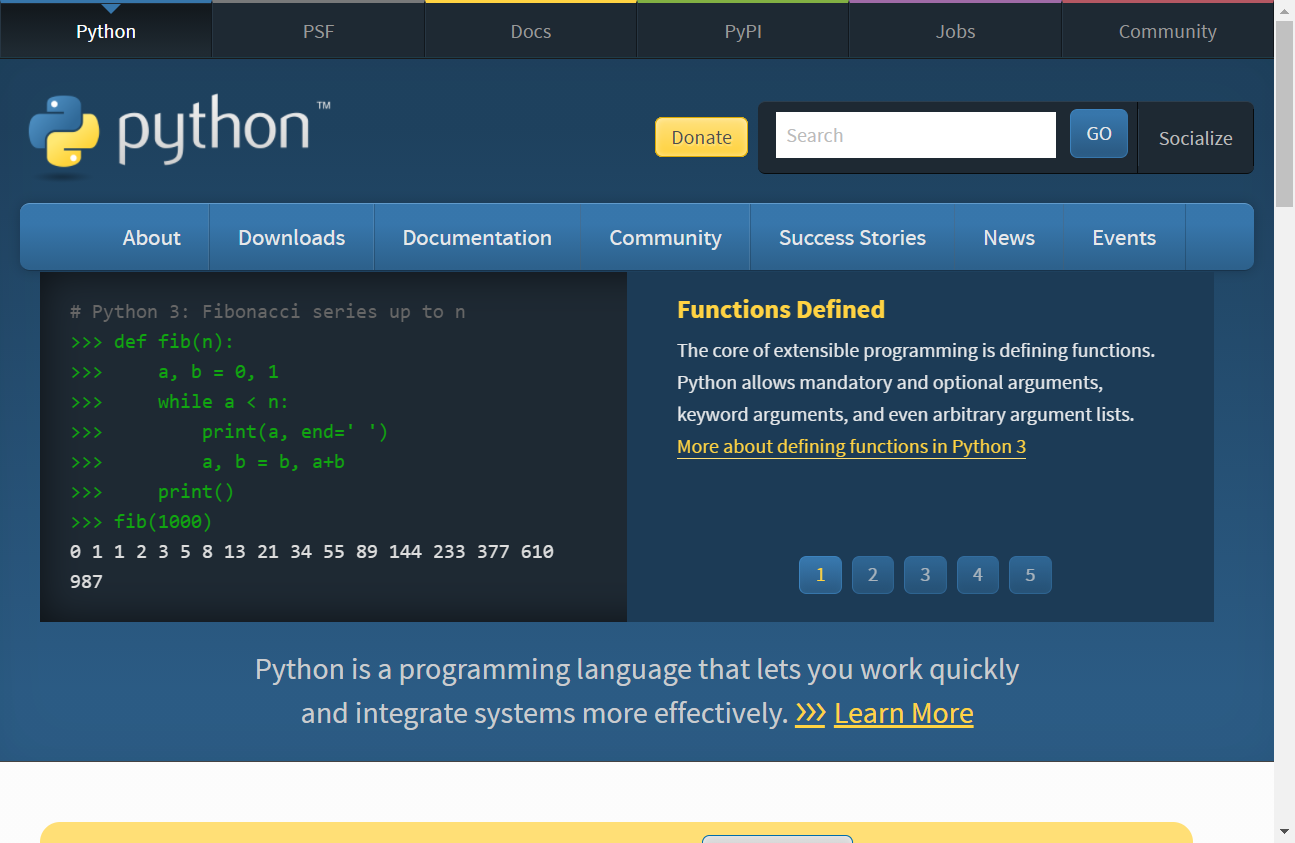 Python PSF Docs PyPI Jobs Community
python™
Donate Search GO Socialize
About Downloads Documentation Community Success Stories News Events
# Python 3: Fibonacci series up to n
>>> def fib(n):
>>>     a, b = 0, 1
>>>     while a < n:
>>>         print(a, end=' ')
>>>         a, b = b, a+b
>>>     print()
>>> fib(1000)
0 1 1 2 3 5 8 13 21 34 55 89 144 233 377 610
987
Functions Defined
The core of extensible programming is defining functions.
Python allows mandatory and optional arguments,
keyword arguments, and even arbitrary argument lists.
More about defining functions in Python 3
1 2 3 4 5
Python is a programming language that lets you work quickly
and integrate systems more effectively. >>> Learn More